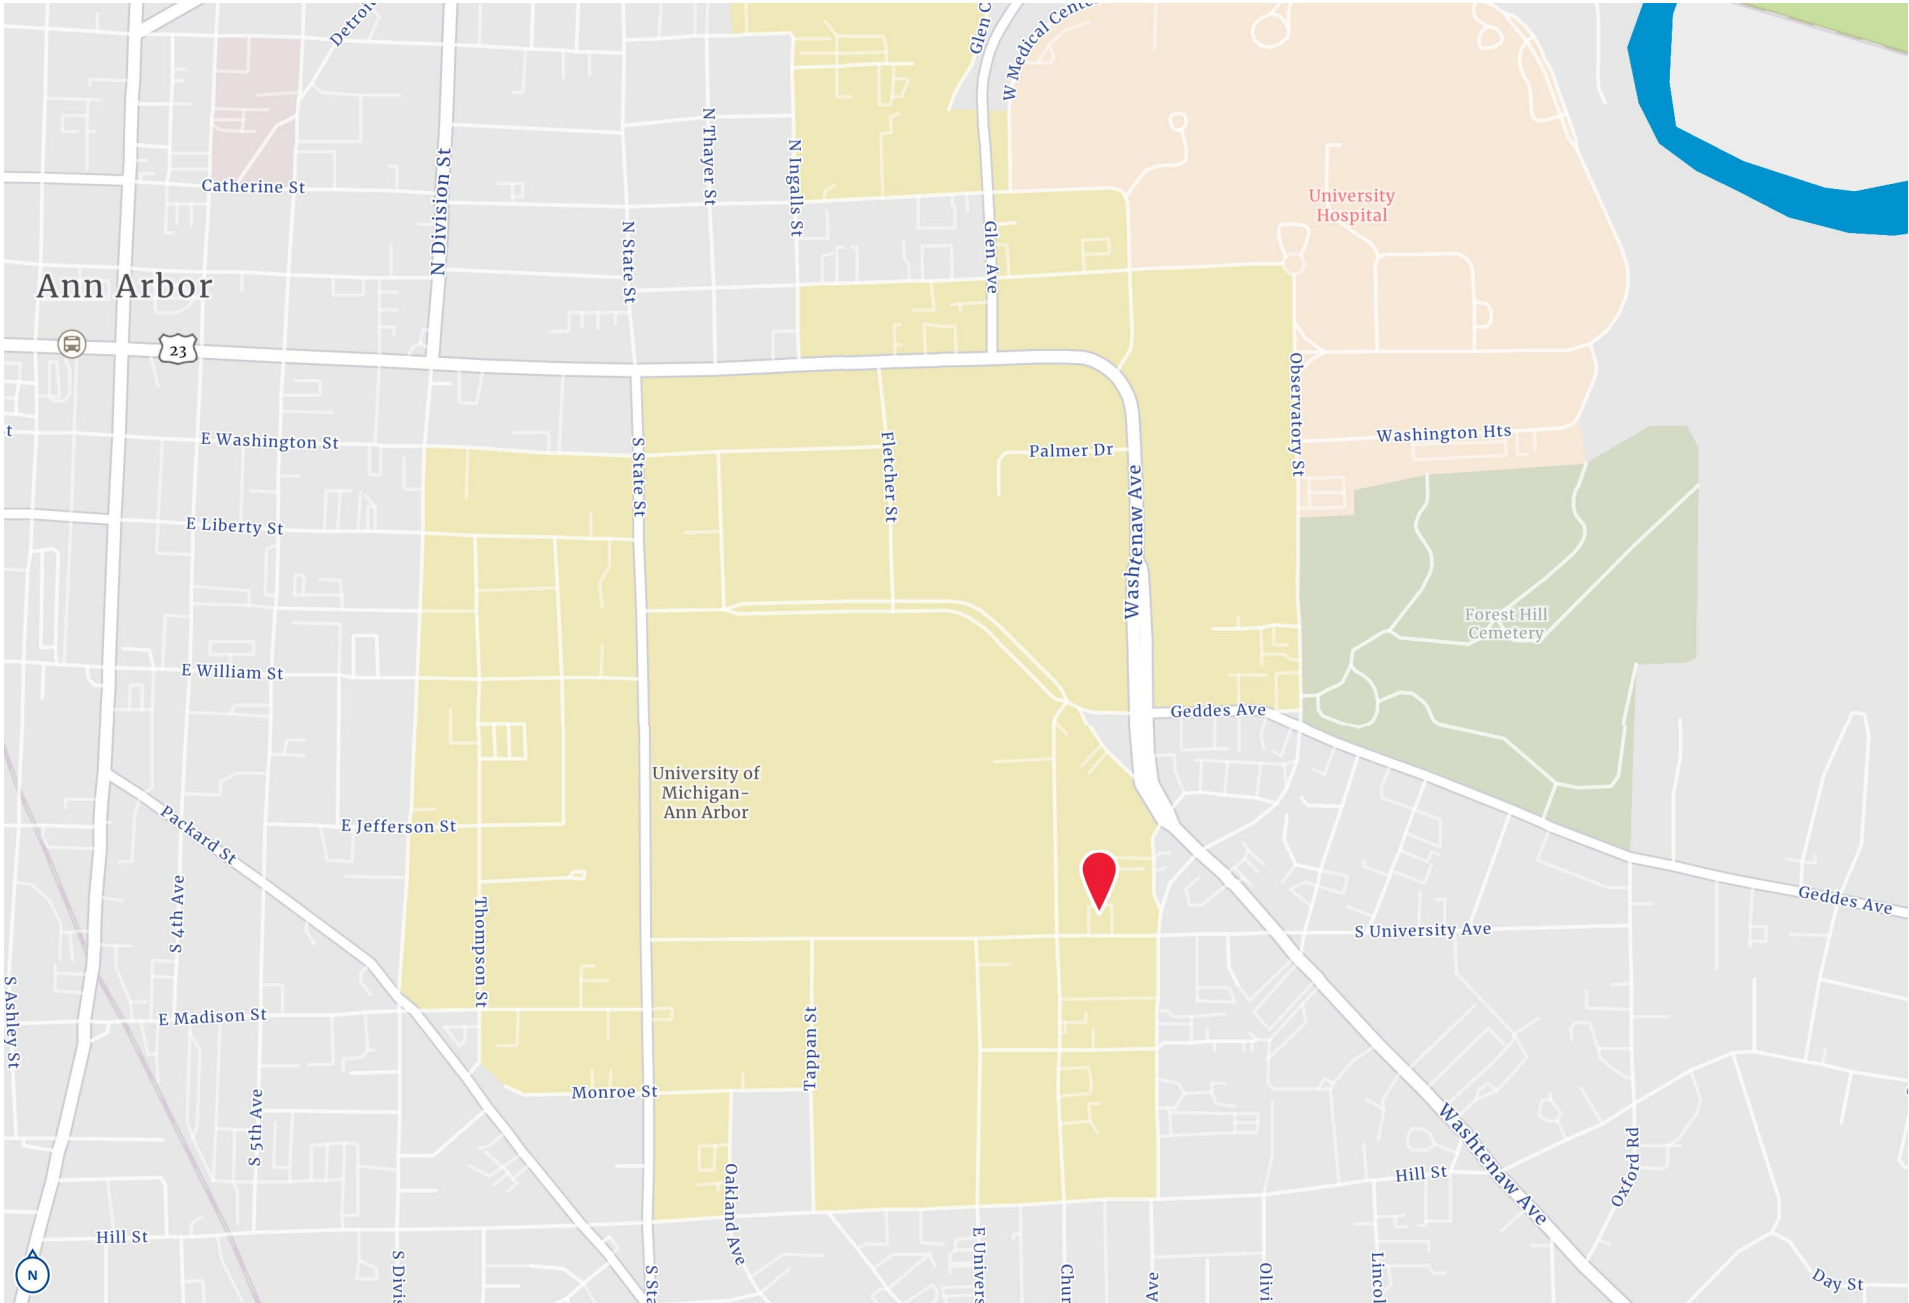 Detroit
Glen C
W Medical Cente
N Thayer St
N Ingalls St
N Division St
Catherine St
University
Hospital
N State St
Glen Ave
Ann Arbor
23
Observatory St
t
E Washington St
S State St
Fletcher St
Palmer Dr
Washtenaw Ave
Washington Hts
E Liberty St
Forest Hill
Cemetery
E William St
Geddes Ave
University of
Michigan-
Ann Arbor
Packard St
E Jefferson St
S 4th Ave
Thompson St
Geddes Ave
S University Ave
S Ashley St
E Madison St
Tappan St
Monroe St
S 5th Ave
Washtenaw Ave
Oxford Rd
Hill St
Oakland Ave
Hill St
E Univers
S Divis
S Sta
Chur
Ave
Olivi
Lincol
Day St
N